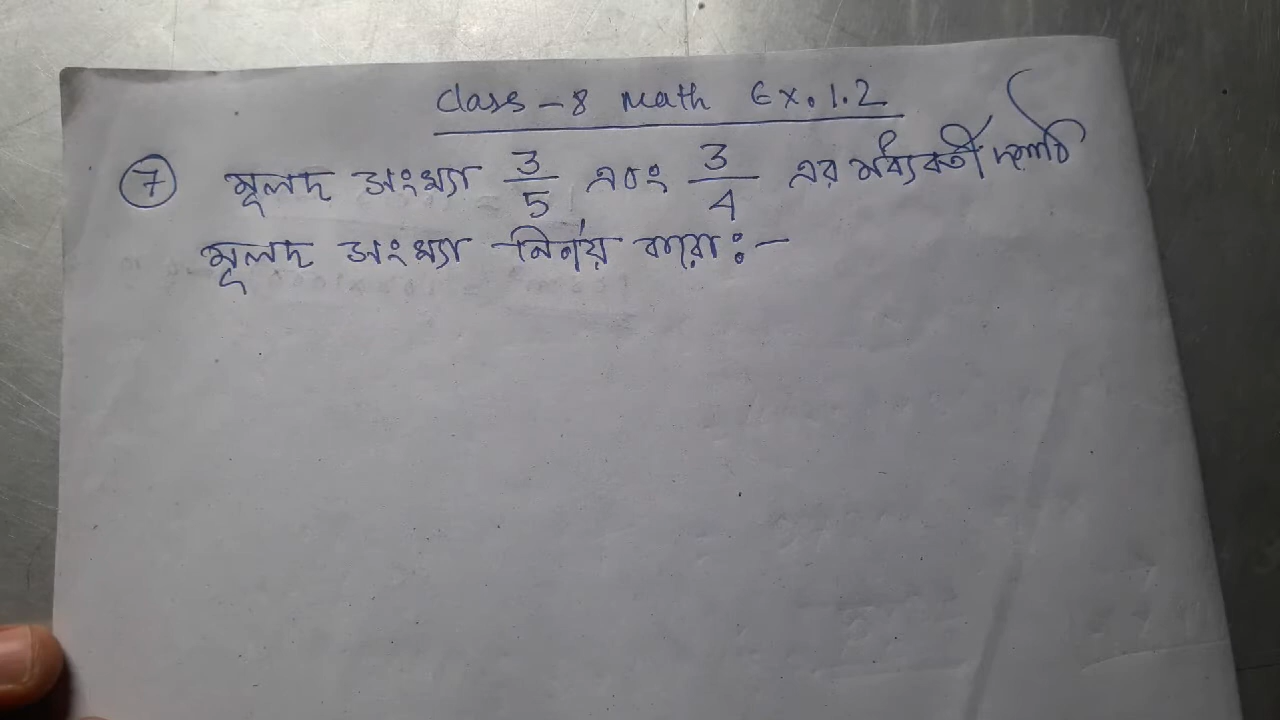 Class - 8 Math Ex. 1.2
7 মূলদ সংখ্যা 3/5 এবং 3/4 এর মধ্যবর্তী দশটি
মূলদ সংখ্যা নির্ণয় করো :-